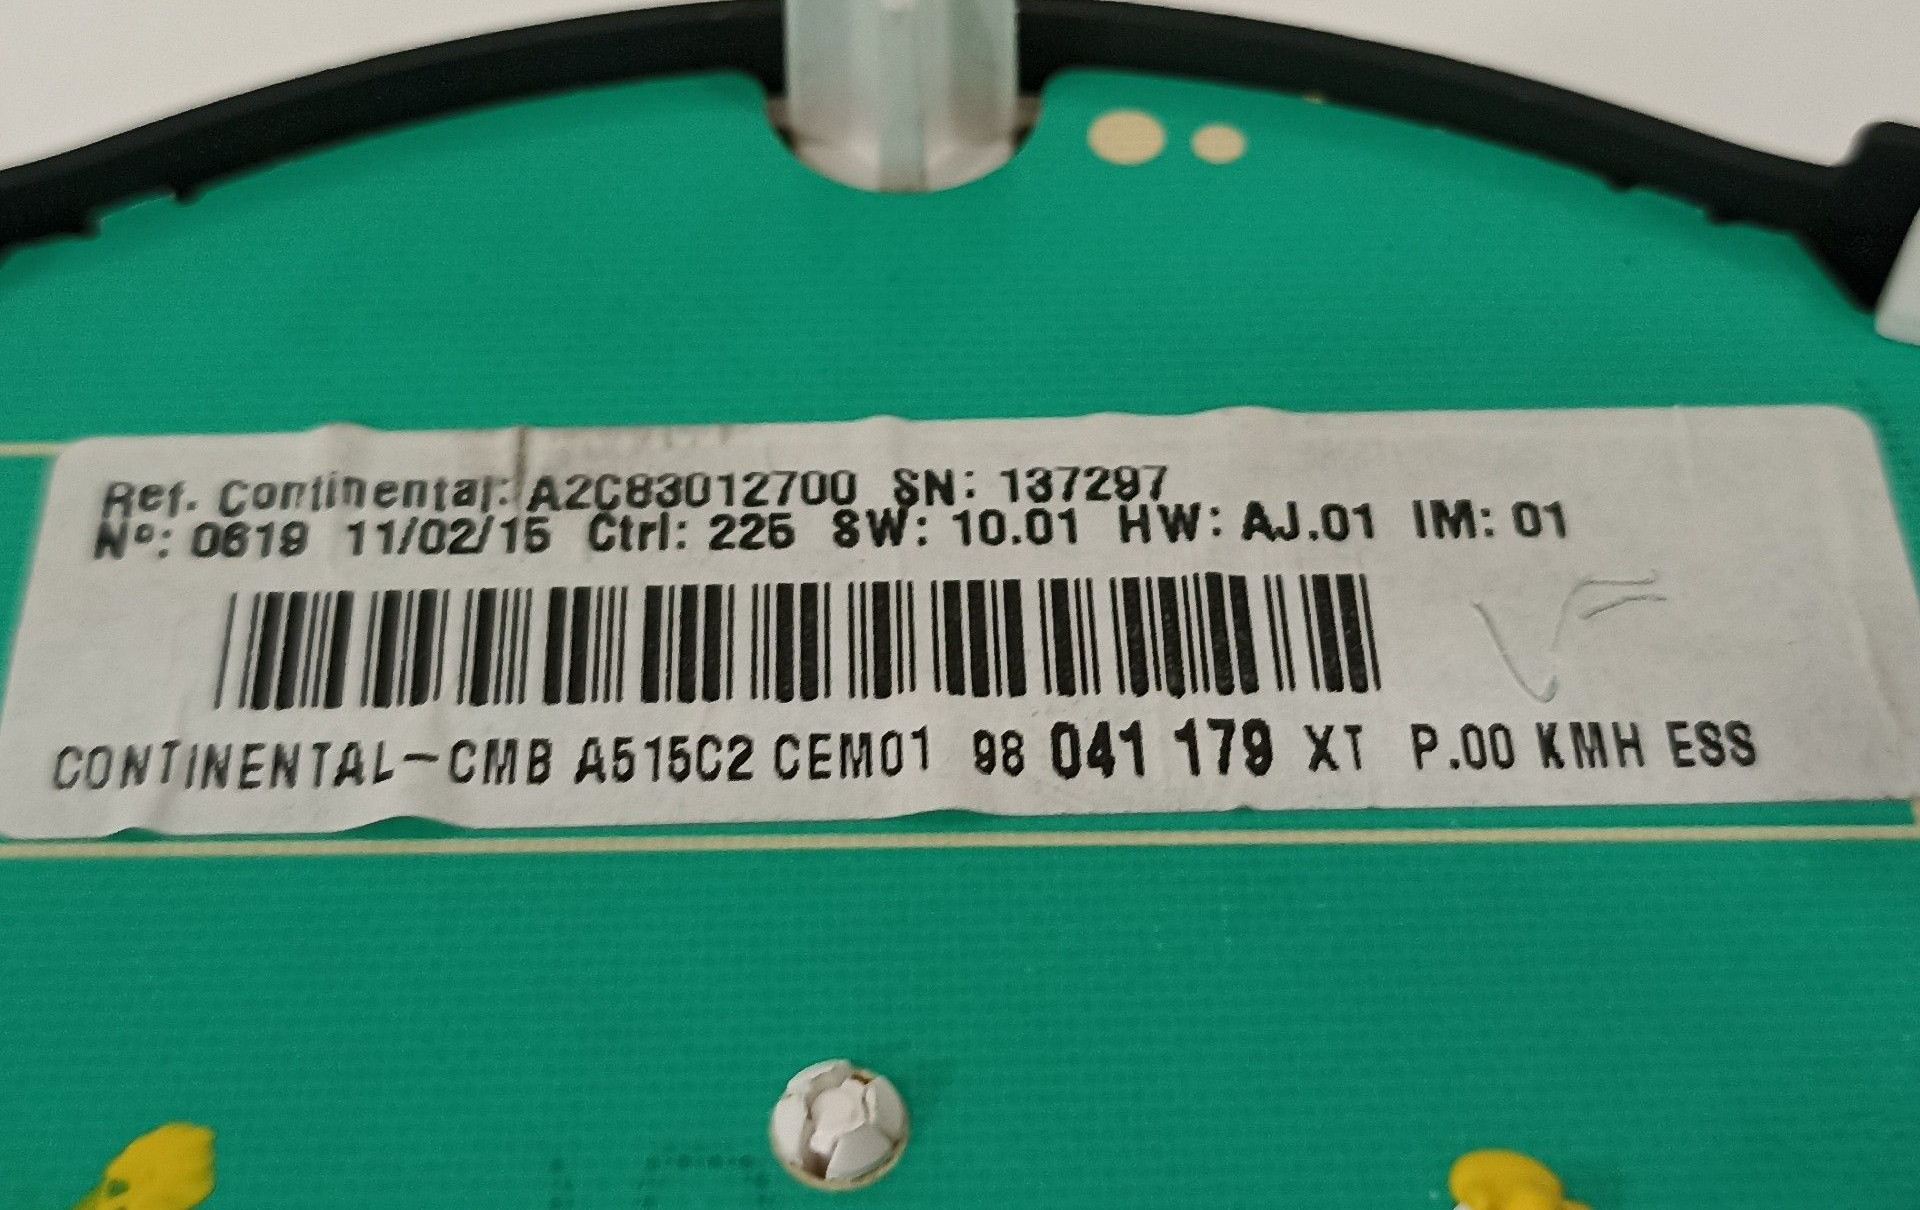 Ref. Continental: A2C83012700 SN: 137297
Nº: 0619 11/02/15 Ctrl: 225 SW: 10.01 HW: AJ.01 IM: 01
CONTINENTAL-CMB A515C2 CEM01 98 041 179 XT P.00 KMH ESS